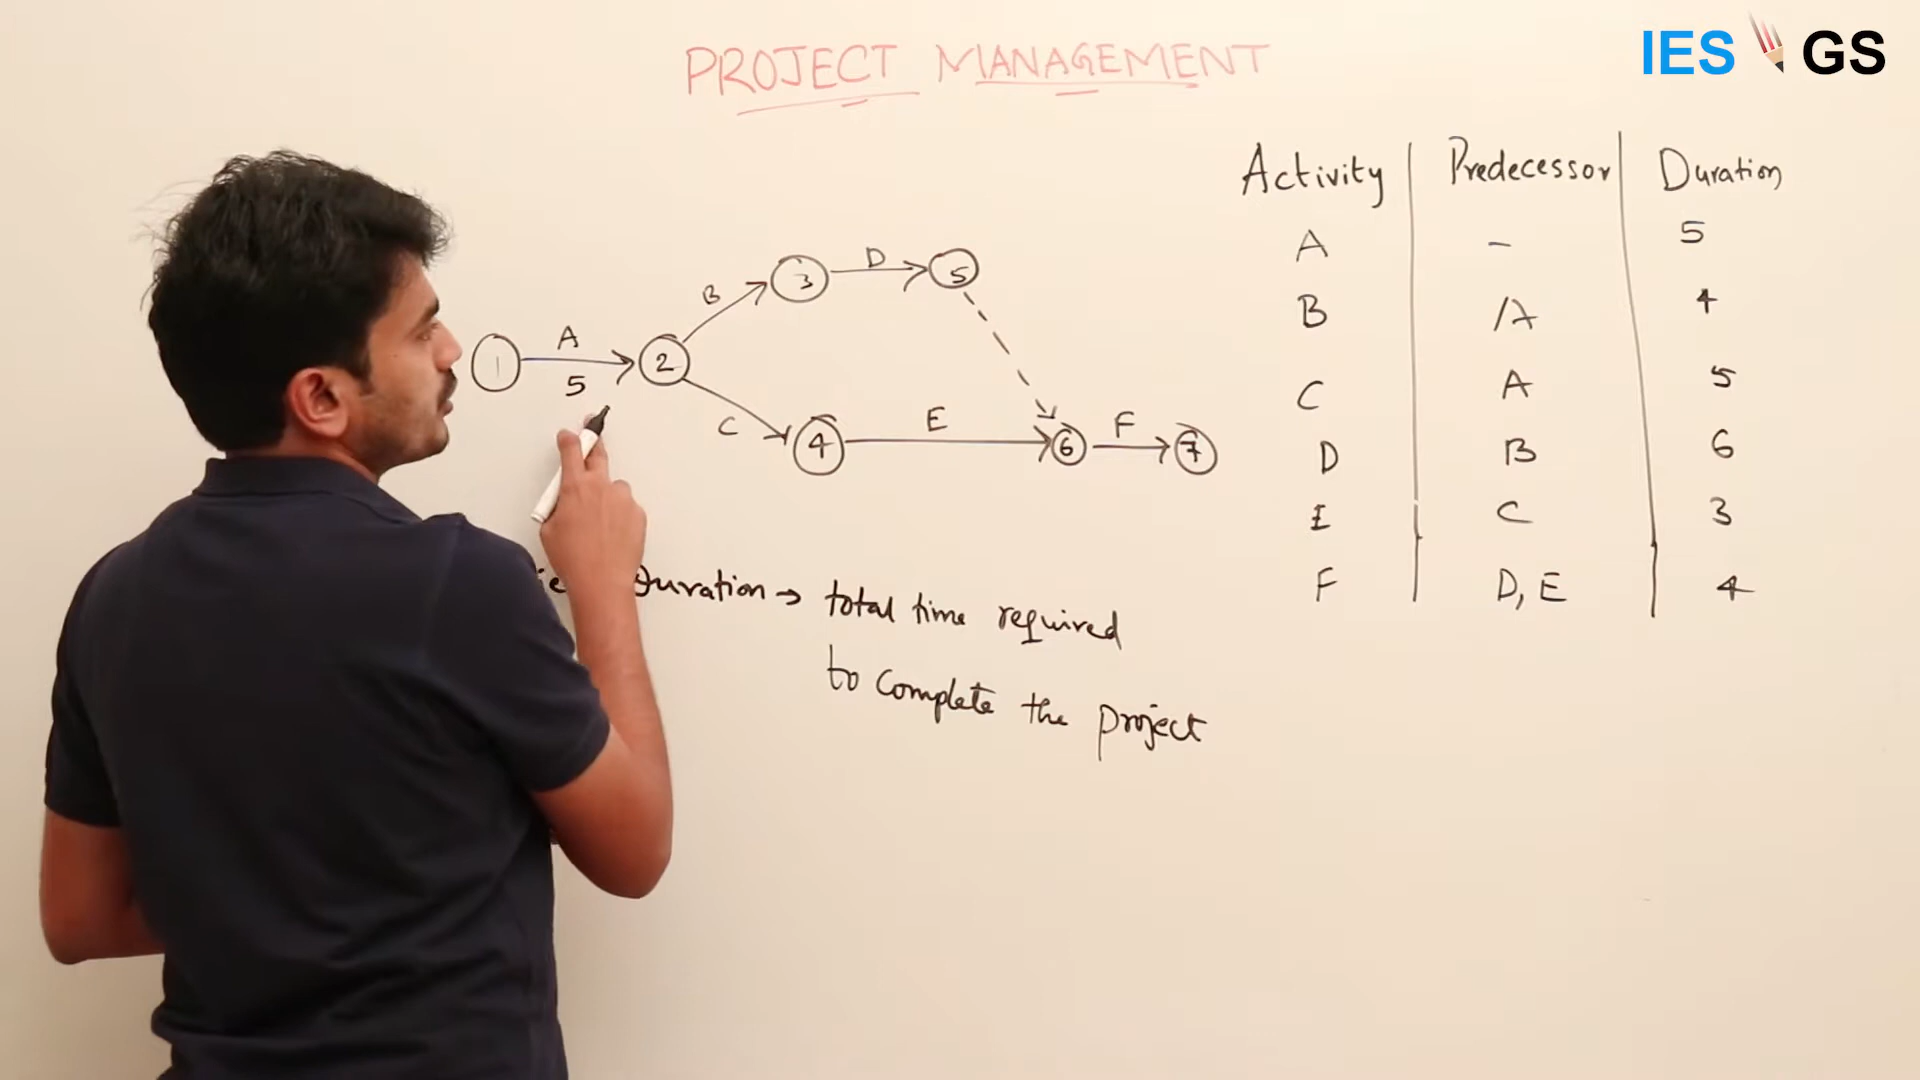 PROJECT MANAGEMENT
IES GS
Activity Predecessor Duration
A - 5
B A 4
C A 5
D B 6
E C 3
F D, E 4
1 A 5 2 B 3 D 5
C 4 E 6 F 7
Duration → total time required
to complete the project